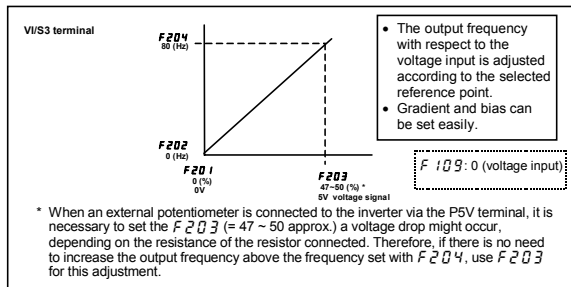 VI/S3 terminal
F204
80 (Hz)
F202
0 (Hz)
F201
0 (%)
0V
F203
47~50 (%) *
5V voltage signal
• The output frequency
with respect to the
voltage input is adjusted
according to the selected
reference point.
• Gradient and bias can
be set easily.
F109: 0 (voltage input)
* When an external potentiometer is connected to the inverter via the P5V terminal, it is
necessary to set the F203 (= 47 ~ 50 approx.) a voltage drop might occur,
depending on the resistance of the resistor connected. Therefore, if there is no need
to increase the output frequency above the frequency set with F204, use F203
for this adjustment.